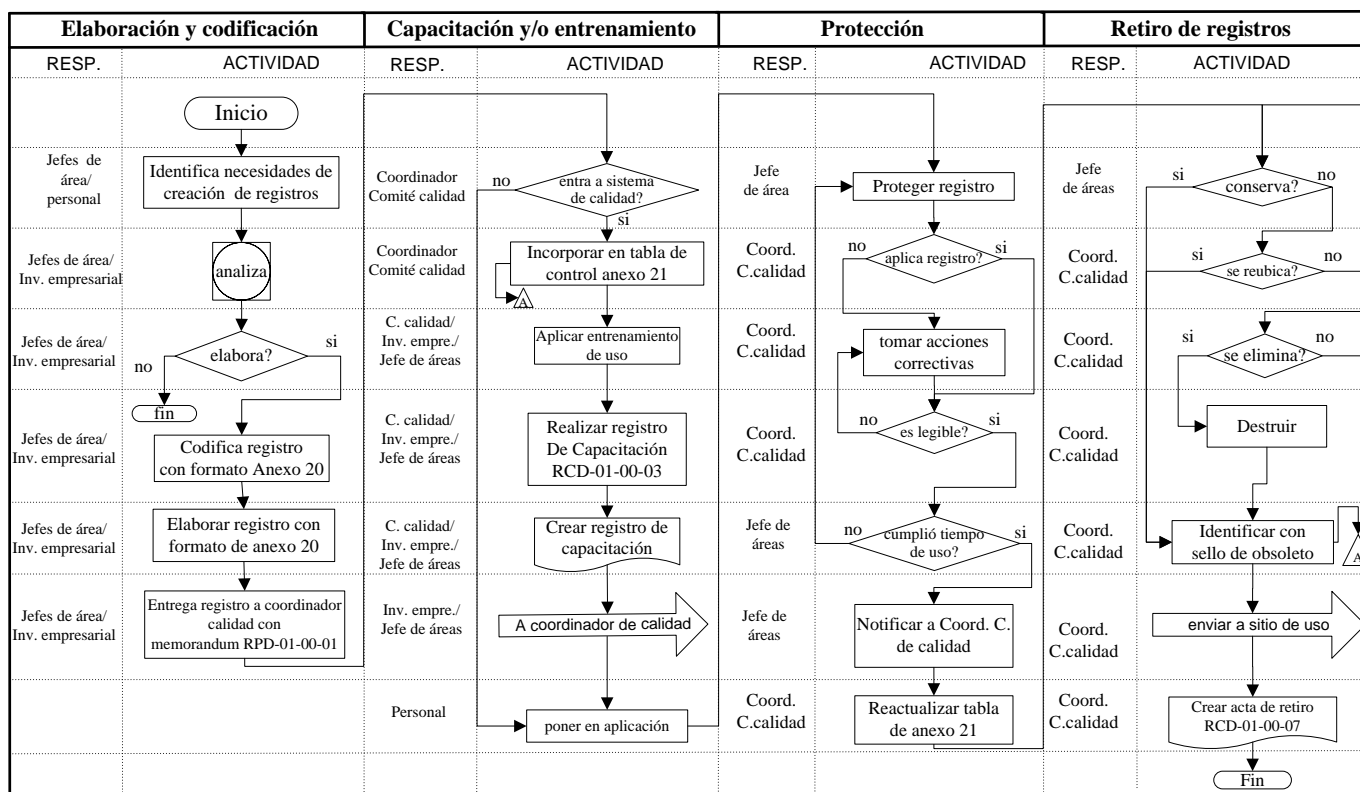 Elaboración y codificación
Capacitación y/o entrenamiento
Protección
Retiro de registros
RESP.
ACTIVIDAD
RESP.
ACTIVIDAD
RESP.
ACTIVIDAD
RESP.
ACTIVIDAD
Inicio
Jefes de
área/
personal
Identifica necesidades de
creación de registros
Jefes de área/
Inv. empresarial
analiza
Jefes de área/
Inv. empresarial
elabora?
si
no
fin
Jefes de área/
Inv. empresarial
Codifica registro
con formato Anexo 20
Jefes de área/
Inv. empresarial
Elaborar registro con
formato de anexo 20
Jefes de área/
Inv. empresarial
Entrega registro a coordinador
calidad con
memorandum RPD-01-00-01
Coordinador
Comité calidad
no
entra a sistema
de calidad?
si
Coordinador
Comité calidad
Incorporar en tabla de
control anexo 21
A
C. calidad/
Inv. empre./
Jefe de áreas
Aplicar entrenamiento
de uso
C. calidad/
Inv. empre./
Jefe de áreas
Realizar registro
De Capacitación
RCD-01-00-03
C. calidad/
Inv. empre./
Jefe de áreas
Crear registro de
capacitación
Inv. empre./
Jefe de áreas
A coordinador de calidad
Personal
poner en aplicación
Jefe
de área
Proteger registro
Coord.
C.calidad
no
aplica registro?
si
Coord.
C.calidad
tomar acciones
correctivas
Coord.
C.calidad
no
es legible?
si
Jefe de
áreas
no
cumplió tiempo
de uso?
si
Jefe de
áreas
Notificar a Coord. C.
de calidad
Coord.
C.calidad
Reactualizar tabla
de anexo 21
Jefe
de áreas
si
conserva?
no
Coord.
C.calidad
si
se reubica?
no
Coord.
C.calidad
si
se elimina?
no
Coord.
C.calidad
Destruir
Coord.
C.calidad
Identificar con
sello de obsoleto
A
Coord.
C.calidad
enviar a sitio de uso
Coord.
C.calidad
Crear acta de retiro
RCD-01-00-07
Fin